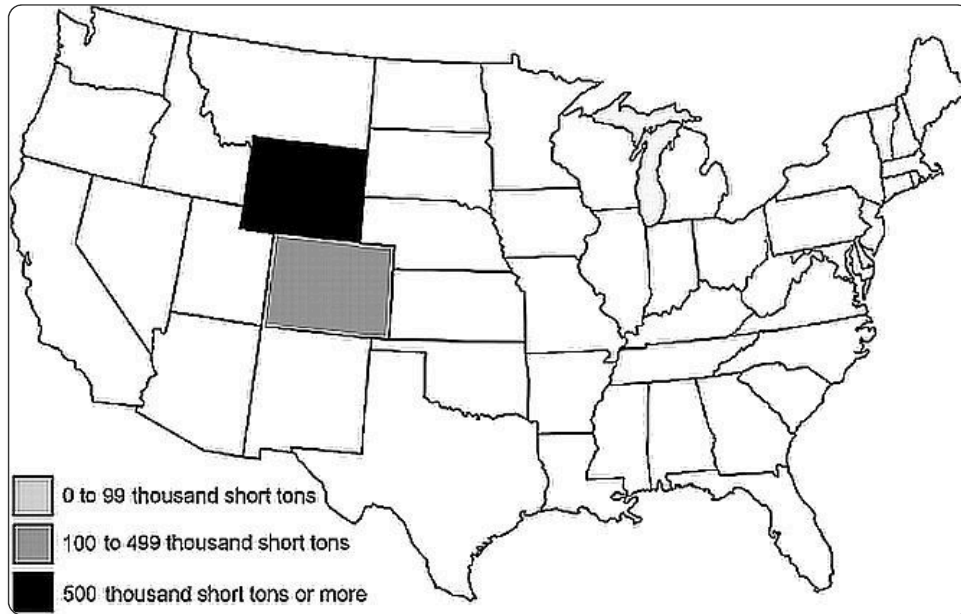 0 to 99 thousand short tons
100 to 499 thousand short tons
500 thousand short tons or more